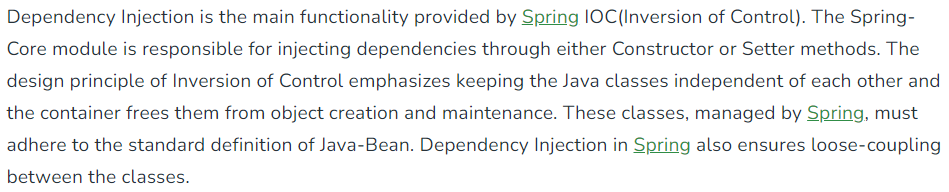 Dependency Injection is the main functionality provided by Spring IOC(Inversion of Control). The Spring-
Core module is responsible for injecting dependencies through either Constructor or Setter methods. The
design principle of Inversion of Control emphasizes keeping the Java classes independent of each other and
the container frees them from object creation and maintenance. These classes, managed by Spring, must
adhere to the standard definition of Java-Bean. Dependency Injection in Spring also ensures loose-coupling
between the classes.